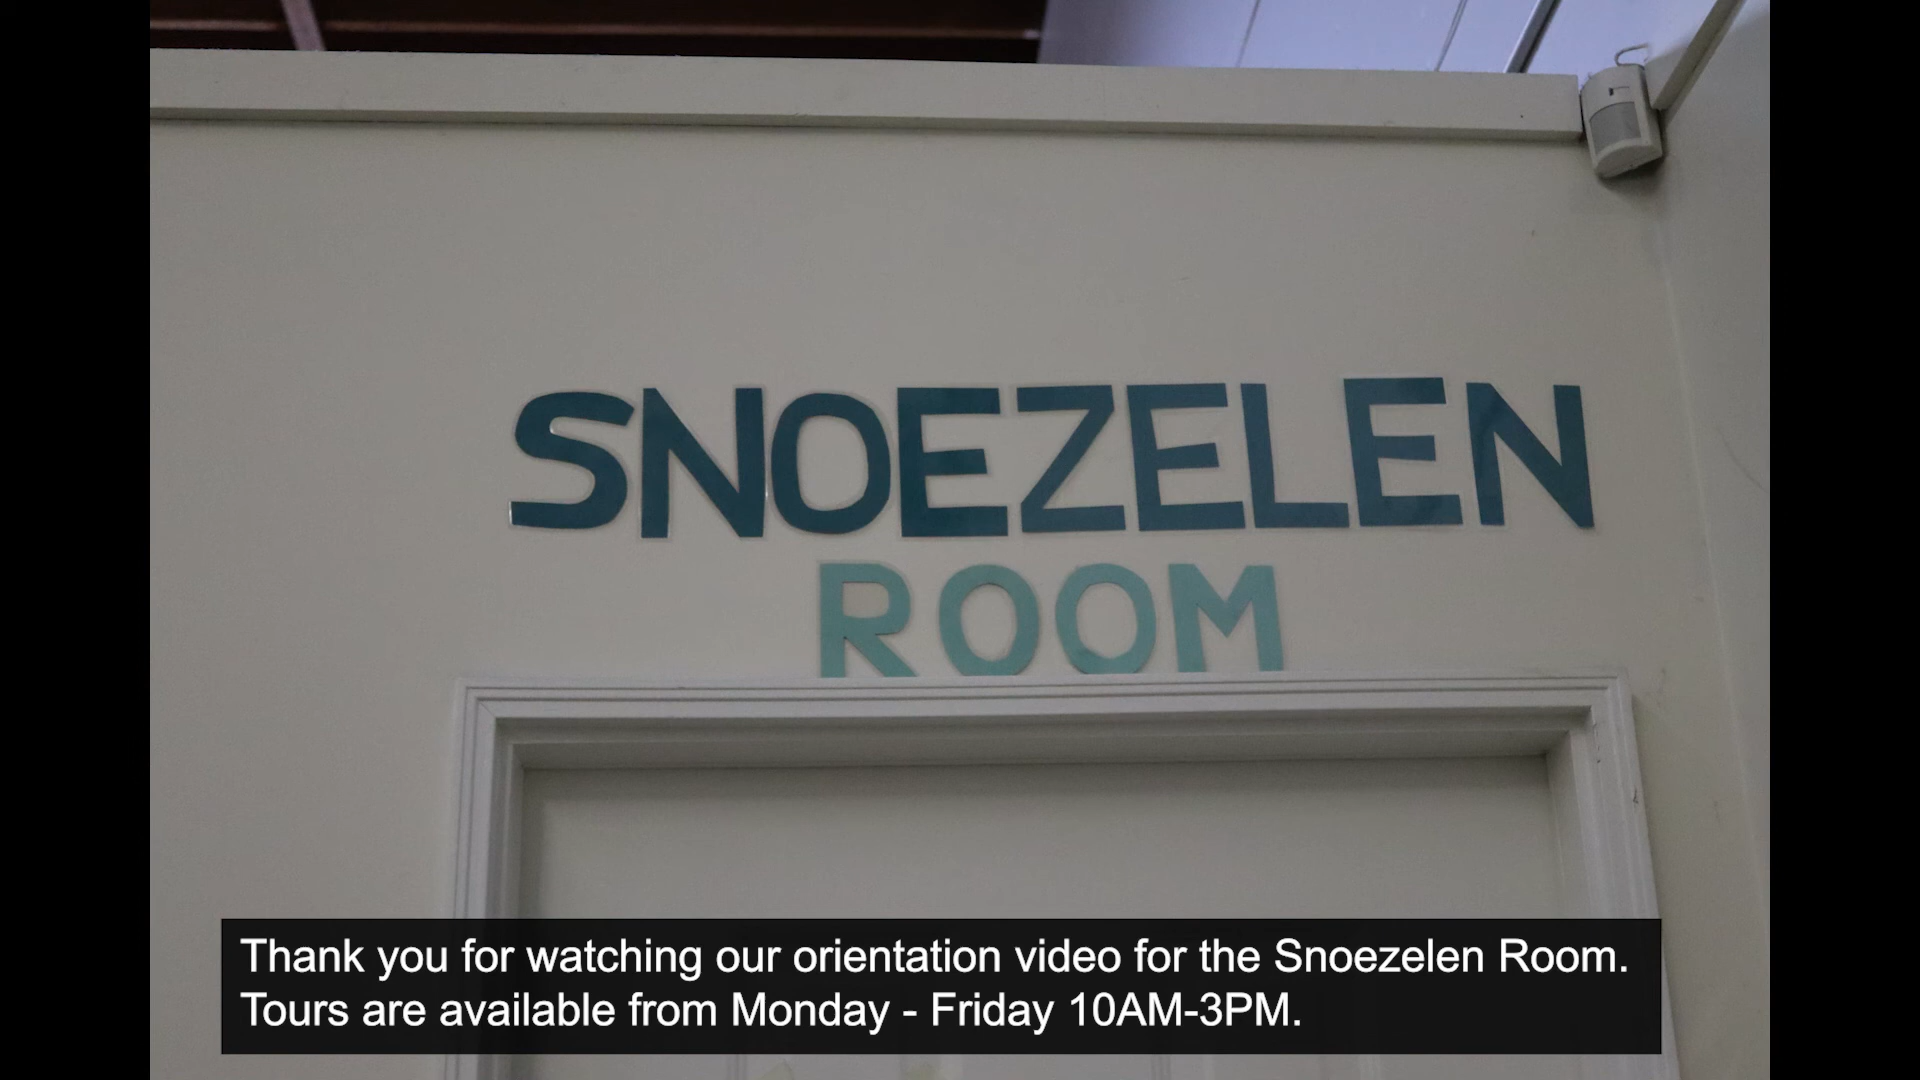 SNOEZELEN
ROOM
Thank you for watching our orientation video for the Snoezelen Room.
Tours are available from Monday - Friday 10AM-3PM.